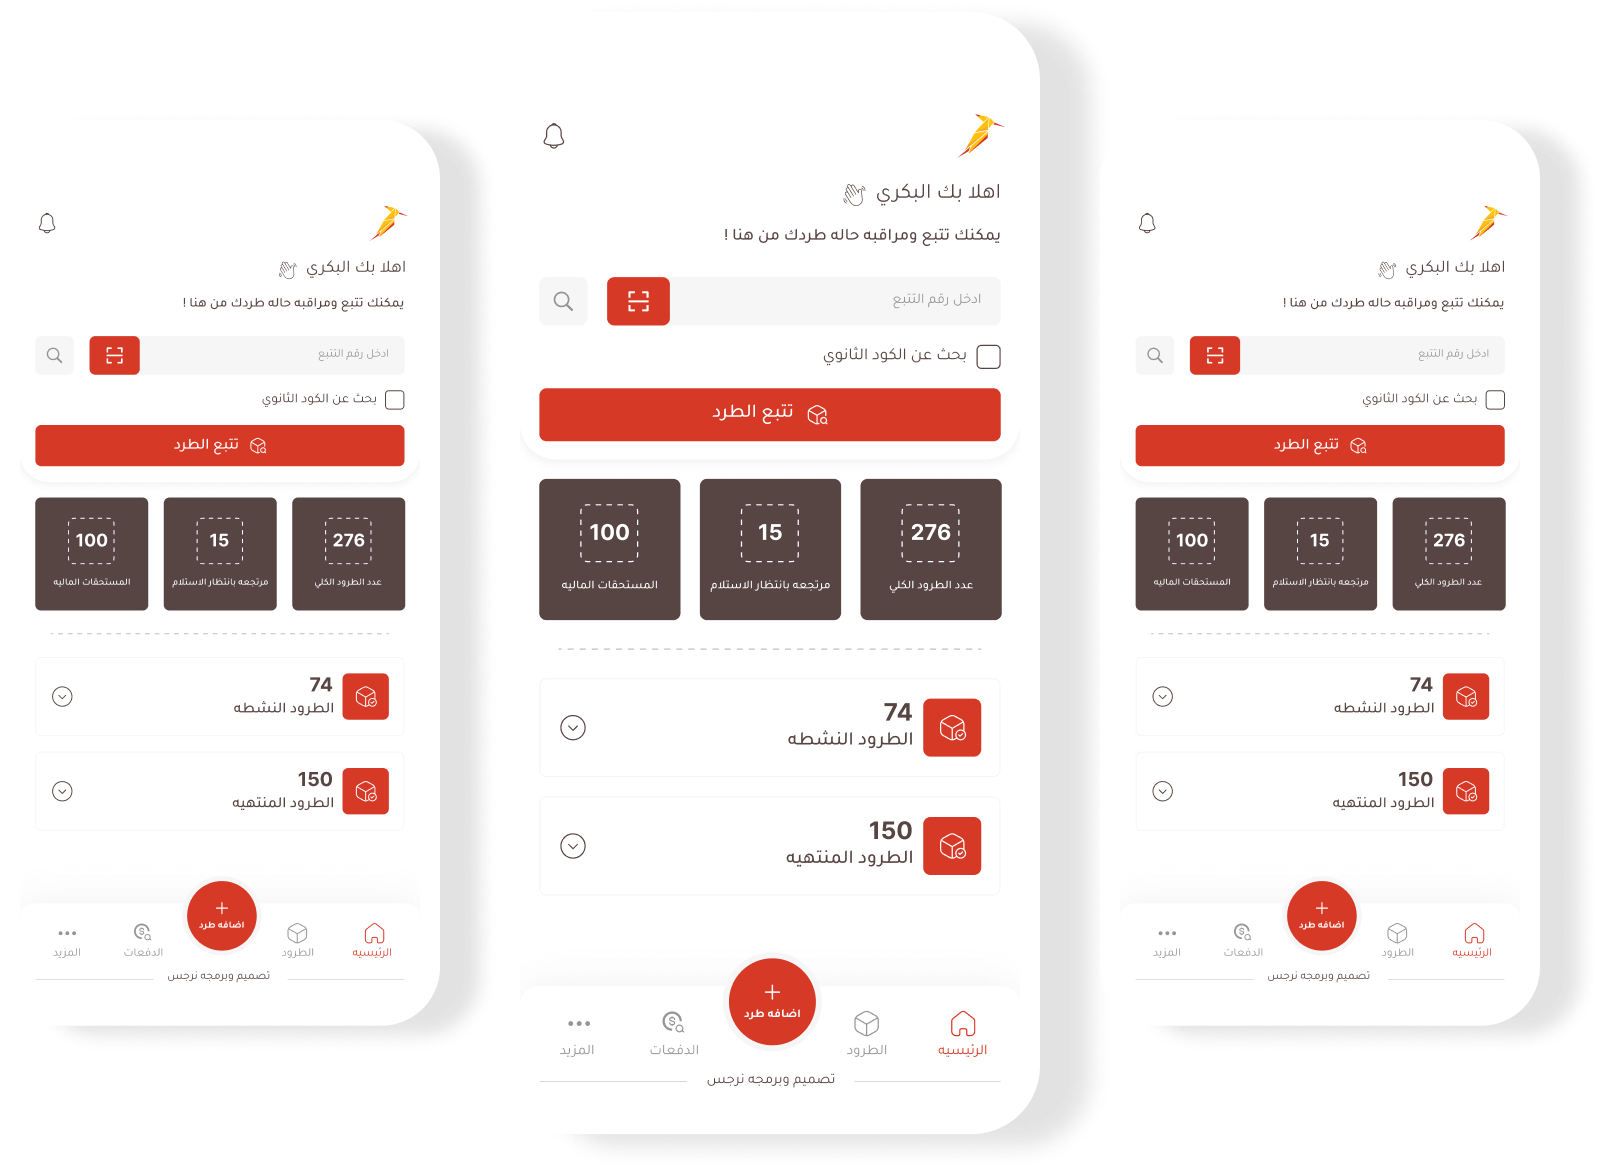 اهلا بك البكري
يمكنك تتبع ومراقبه حاله طردك من هنا !
ادخل رقم التتبع
بحث عن الكود الثانوي
تتبع الطرد
276
عدد الطرود الكلي
15
مرتجعه بانتظار الاستلام
100
المستحقات الماليه
74
الطرود النشطه
150
الطرود المنتهيه
الرئيسيه
الطرود
اضافه طرد
الدفعات
المزيد
تصميم وبرمجه نرجس
اهلا بك البكري
يمكنك تتبع ومراقبه حاله طردك من هنا !
ادخل رقم التتبع
بحث عن الكود الثانوي
تتبع الطرد
276
عدد الطرود الكلي
15
مرتجعه بانتظار الاستلام
100
المستحقات الماليه
74
الطرود النشطه
150
الطرود المنتهيه
الرئيسيه
الطرود
اضافه طرد
الدفعات
المزيد
تصميم وبرمجه نرجس
اهلا بك البكري
يمكنك تتبع ومراقبه حاله طردك من هنا !
ادخل رقم التتبع
بحث عن الكود الثانوي
تتبع الطرد
276
عدد الطرود الكلي
15
مرتجعه بانتظار الاستلام
100
المستحقات الماليه
74
الطرود النشطه
150
الطرود المنتهيه
الرئيسيه
الطرود
اضافه طرد
الدفعات
المزيد
تصميم وبرمجه نرجس